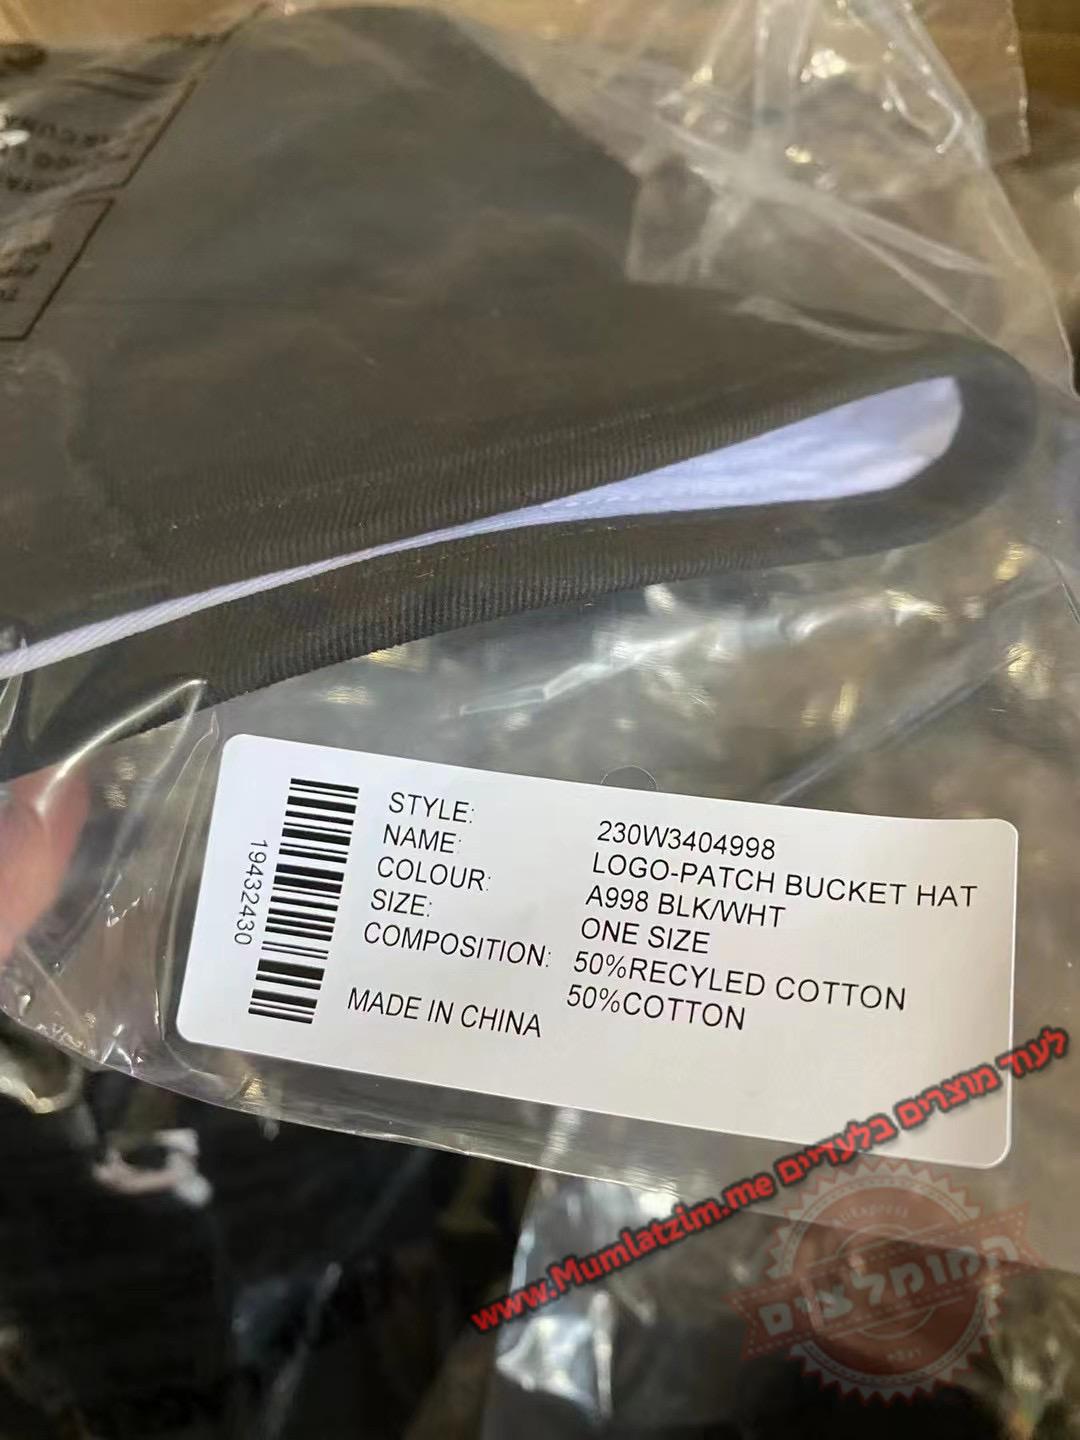 STYLE: 230W3404998
NAME: LOGO-PATCH BUCKET HAT
COLOUR: A998 BLK/WHT
SIZE: ONE SIZE
COMPOSITION: 50%RECYLED COTTON
50%COTTON
MADE IN CHINA
19432430
לעוד מוצרים בלעדיים www.Mumlatzim.me
המומלצים